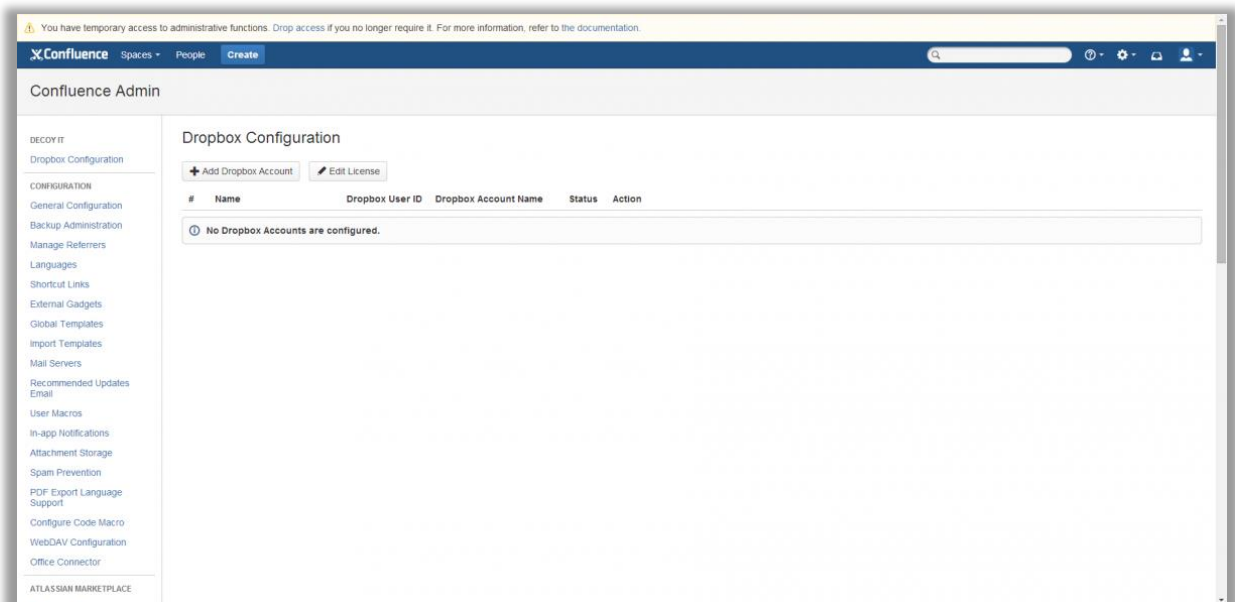 You have temporary access to administrative functions. Drop access if you no longer require it. For more information, refer to the documentation.
Confluence Spaces People Create
Confluence Admin
DECOY IT
Dropbox Configuration
CONFIGURATION
General Configuration
Backup Administration
Manage Referrers
Languages
Shortcut Links
External Gadgets
Global Templates
Import Templates
Mail Servers
Recommended Updates
Email
User Macros
In-app Notifications
Attachment Storage
Spam Prevention
PDF Export Language
Support
Configure Code Macro
WebDAV Configuration
Office Connector
ATLASSIAN MARKETPLACE
Dropbox Configuration
Add Dropbox Account Edit License
# Name Dropbox User ID Dropbox Account Name Status Action
No Dropbox Accounts are configured.